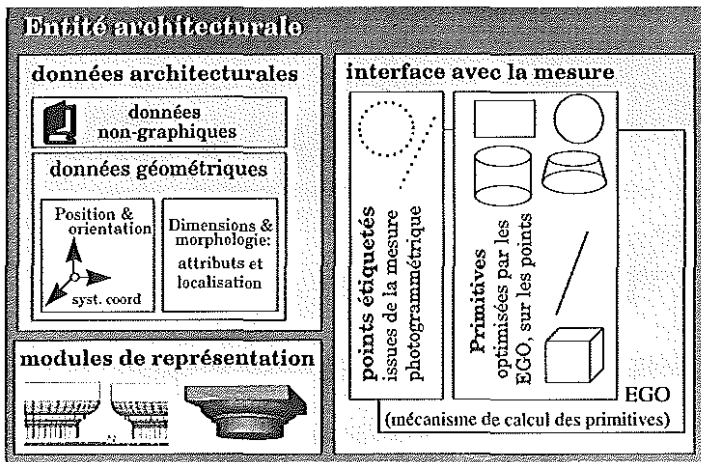 Entité architecturale
données architecturales
données
non-graphiques
données géométriques
Position &
orientation
syst. coord
Dimensions &
morphologie:
attributs et
localisation
modules de représentation
interface avec la mesure
points étiquetés
issues de la mesure
photogrammétrique
Primitives
optimisées par les
EGO, sur les points
EGO
(mécanisme de calcul des primitives)